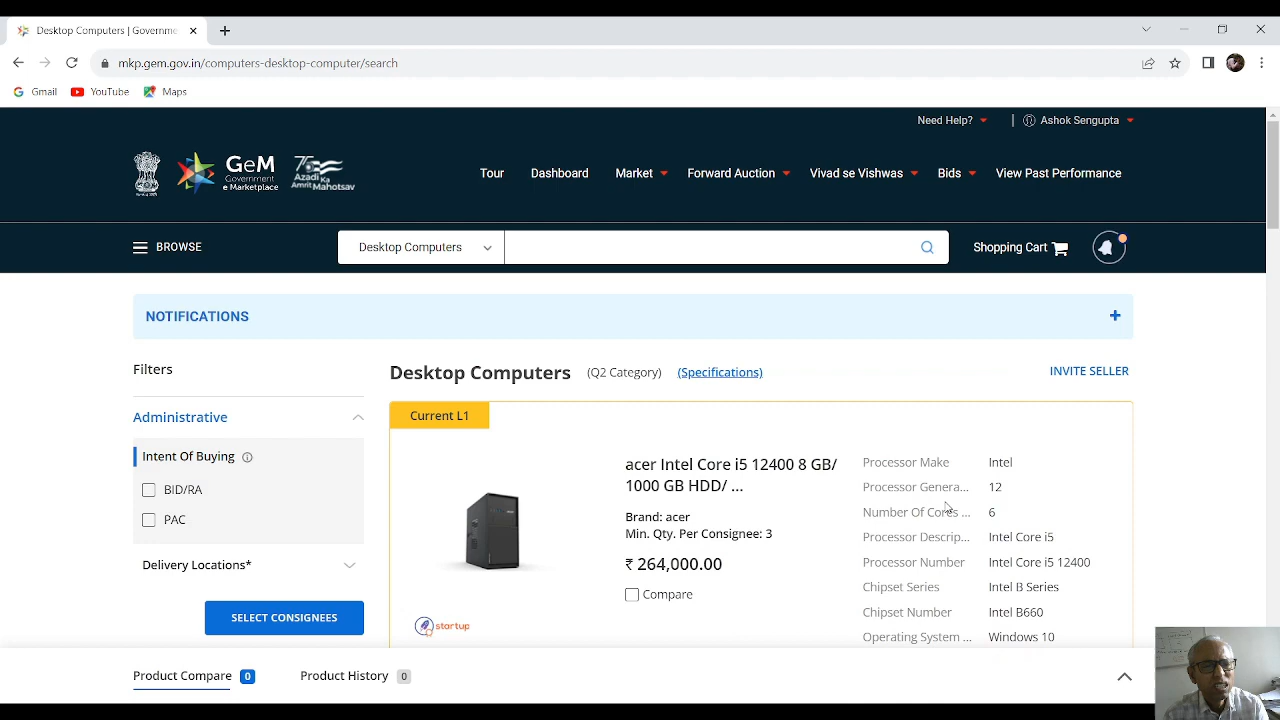 Desktop Computers | Governme
mkp.gem.gov.in/computers-desktop-computer/search
Gmail
YouTube
Maps
Need Help?
Ashok Sengupta
GeM
Government
e Marketplace
75
Azadi Ka
Amrit Mahotsav
Tour
Dashboard
Market
Forward Auction
Vivad se Vishwas
Bids
View Past Performance
BROWSE
Desktop Computers
Shopping Cart
NOTIFICATIONS
+
Filters
Administrative
Intent Of Buying
BID/RA
PAC
Delivery Locations*
SELECT CONSIGNEES
Desktop Computers (Q2 Category) (Specifications)
INVITE SELLER
Current L1
acer Intel Core i5 12400 8 GB/
1000 GB HDD/ ...
Brand: acer
Min. Qty. Per Consignee: 3
₹ 264,000.00
Compare
startup
Processor Make Intel
Processor Genera... 12
Number Of Cores ... 6
Processor Descrip... Intel Core i5
Processor Number Intel Core i5 12400
Chipset Series Intel B Series
Chipset Number Intel B660
Operating System ... Windows 10
Product Compare 0
Product History 0